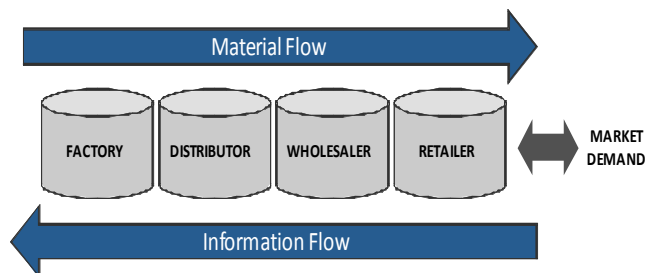 Material Flow
FACTORY
DISTRIBUTOR
WHOLESALER
RETAILER
MARKET
DEMAND
Information Flow